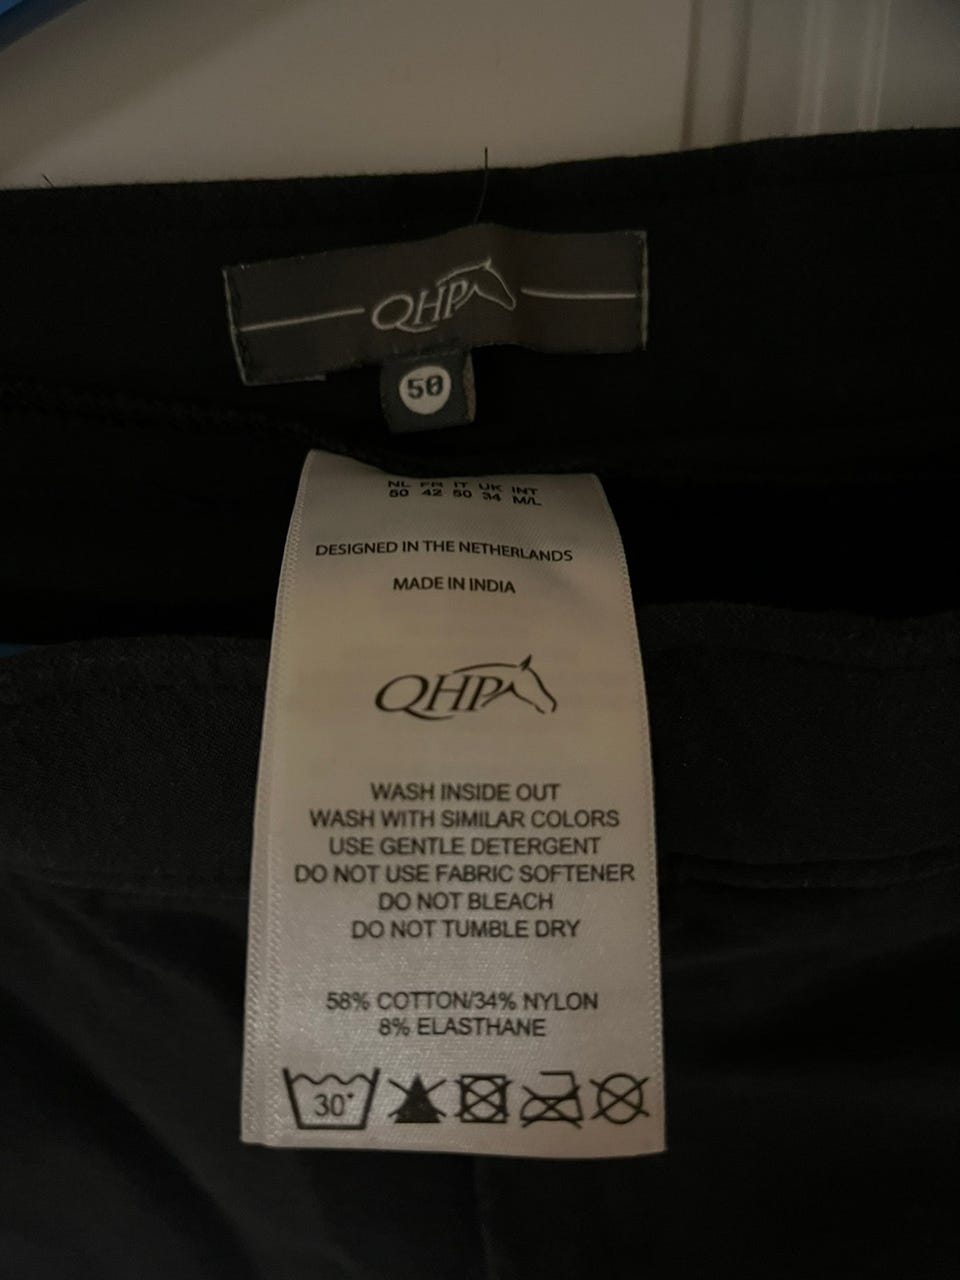 QHP
50
NL FR IT UK INT
50 42 50 34 M/L
DESIGNED IN THE NETHERLANDS
MADE IN INDIA
QHP
WASH INSIDE OUT
WASH WITH SIMILAR COLORS
USE GENTLE DETERGENT
DO NOT USE FABRIC SOFTENER
DO NOT BLEACH
DO NOT TUMBLE DRY
58% COTTON/34% NYLON
8% ELASTHANE
30°